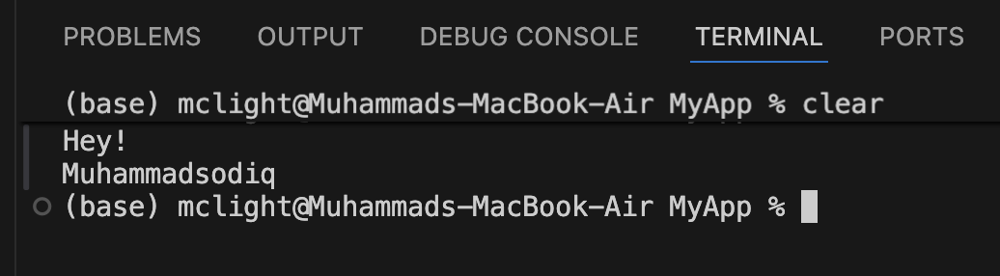 PROBLEMS OUTPUT DEBUG CONSOLE TERMINAL PORTS
(base) mclight@Muhammads-MacBook-Air MyApp % clear
Hey!
Muhammadsodiq
(base) mclight@Muhammads-MacBook-Air MyApp %